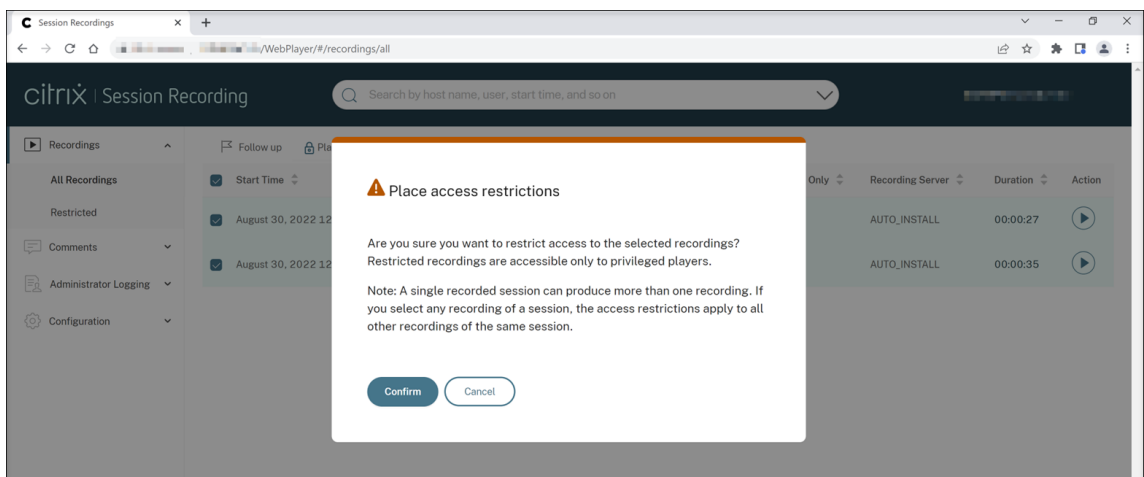 Session Recordings
/WebPlayer/#/recordings/all
citrix | Session Recording
Search by host name, user, start time, and so on
Recordings
Follow up
All Recordings
Start Time
Only
Recording Server
Duration
Action
Restricted
August 30, 2022 12
AUTO_INSTALL
00:00:27
Comments
August 30, 2022 12
AUTO_INSTALL
00:00:35
Administrator Logging
Configuration
Place access restrictions
Are you sure you want to restrict access to the selected recordings?
Restricted recordings are accessible only to privileged players.
Note: A single recorded session can produce more than one recording. If
you select any recording of a session, the access restrictions apply to all
other recordings of the same session.
Confirm
Cancel